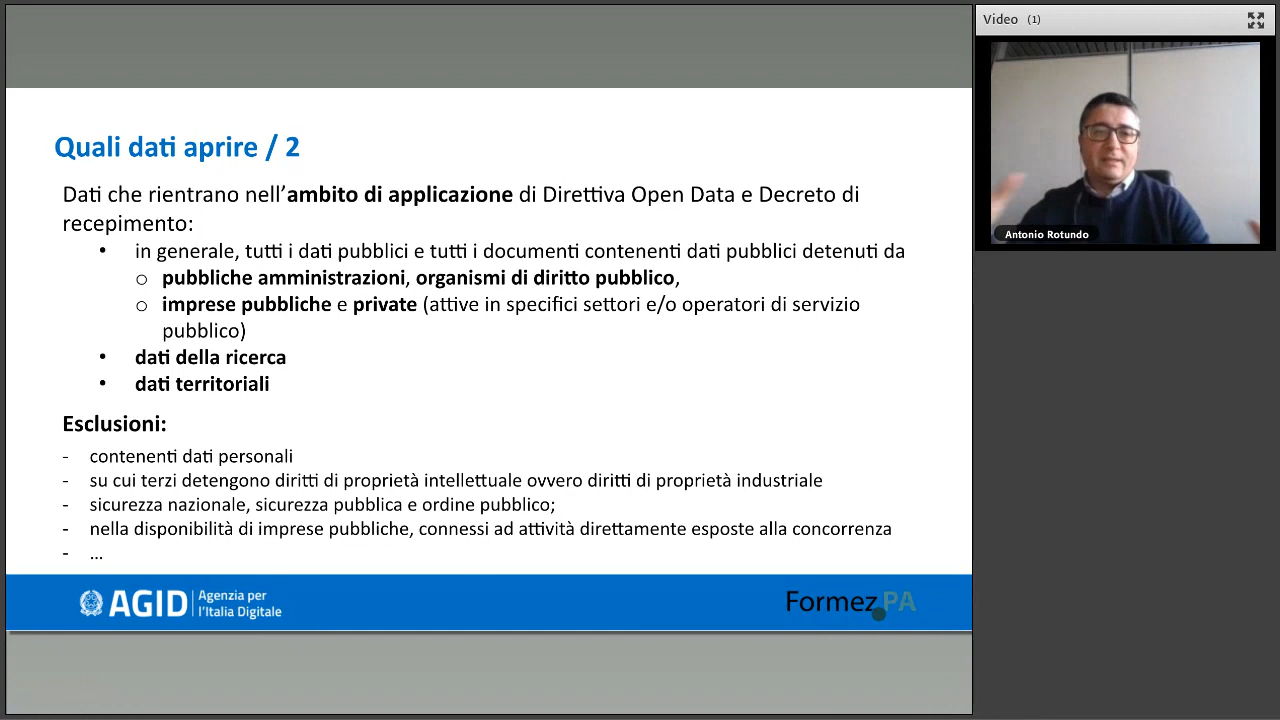 Quali dati aprire / 2
Dati che rientrano nell’ambito di applicazione di Direttiva Open Data e Decreto di
recepimento:
• in generale, tutti i dati pubblici e tutti i documenti contenenti dati pubblici detenuti da
o pubbliche amministrazioni, organismi di diritto pubblico,
o imprese pubbliche e private (attive in specifici settori e/o operatori di servizio
pubblico)
• dati della ricerca
• dati territoriali
Esclusioni:
- contenenti dati personali
- su cui terzi detengono diritti di proprietà intellettuale ovvero diritti di proprietà industriale
- sicurezza nazionale, sicurezza pubblica e ordine pubblico;
- nella disponibilità di imprese pubbliche, connessi ad attività direttamente esposte alla concorrenza
- ...
AGID
Agenzia per
l’Italia Digitale
Formez PA
Video (1)
Antonio Rotundo